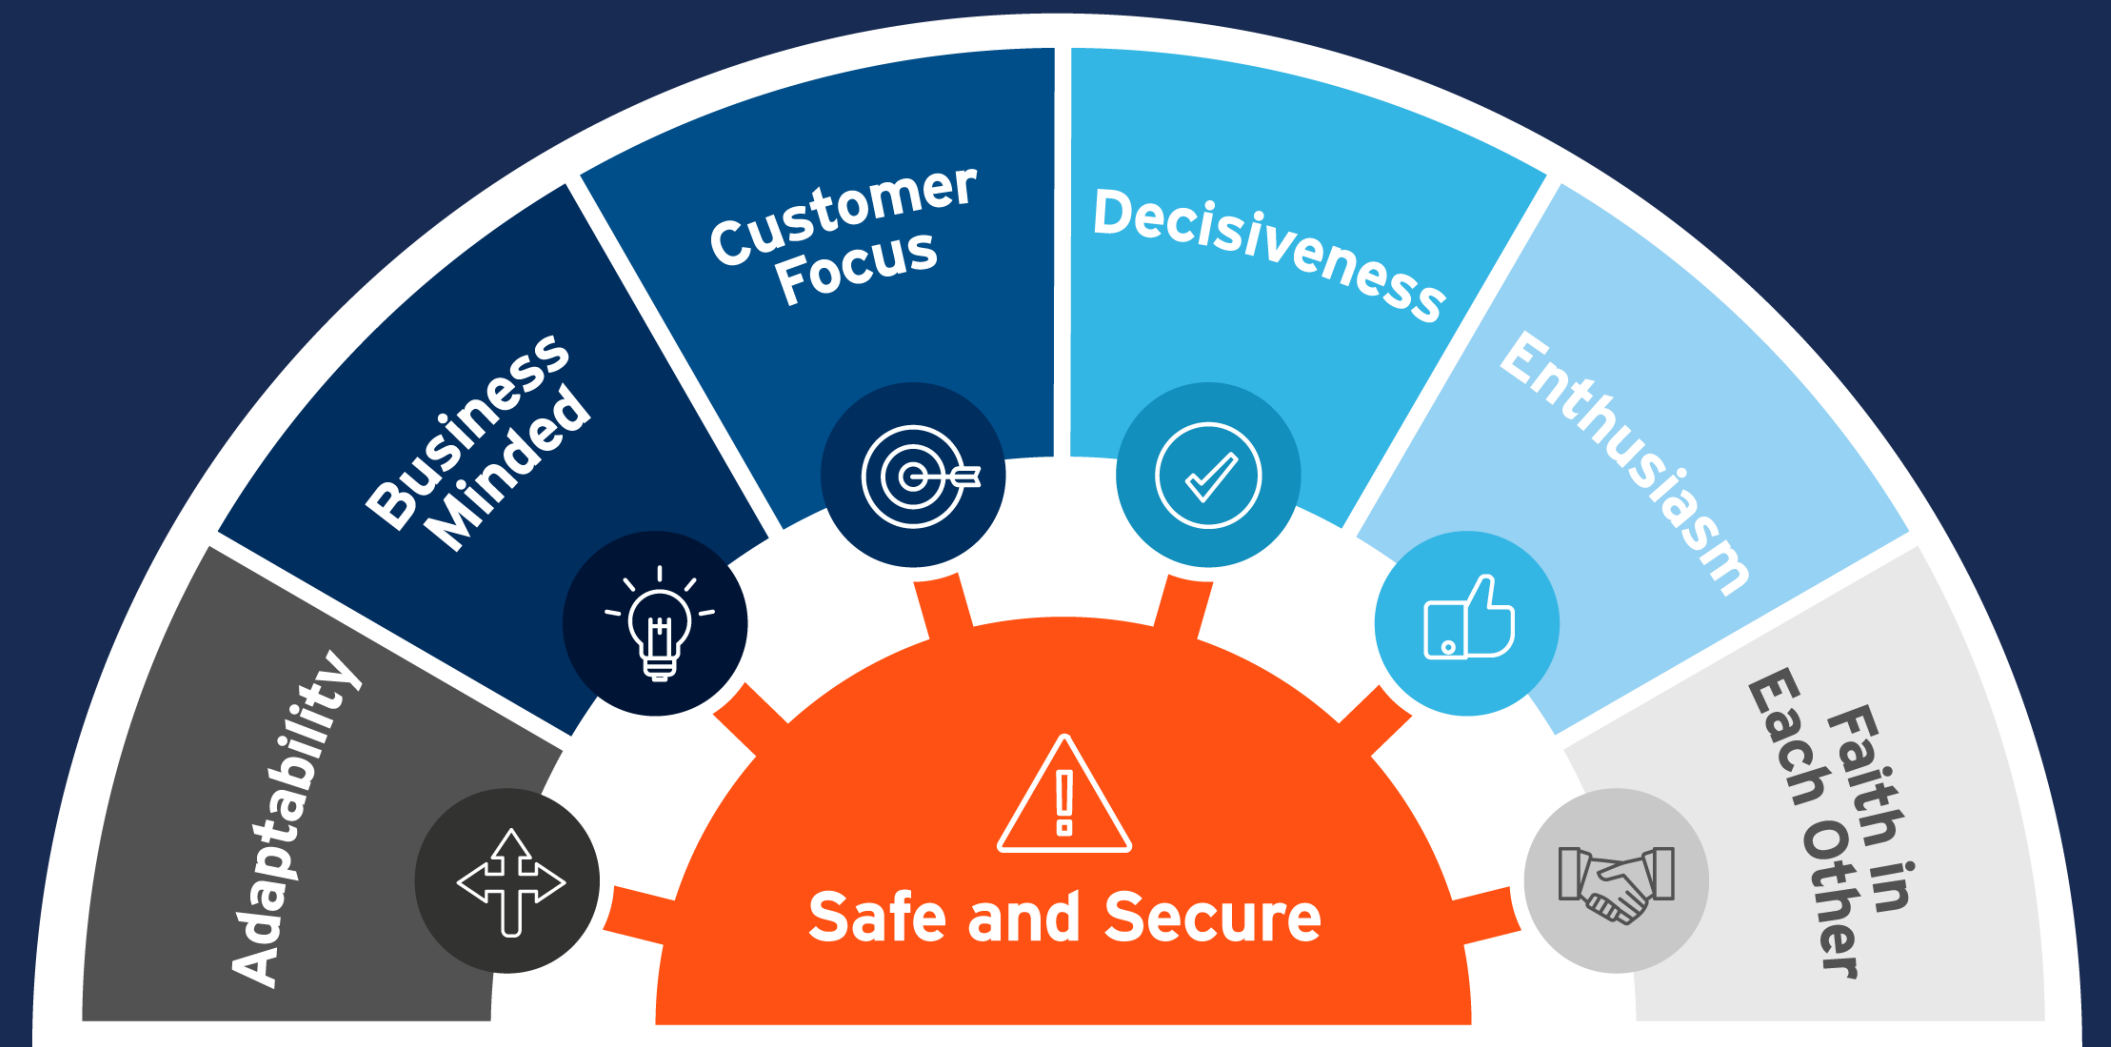 Adaptability
Business
Minded
Customer
Focus
Decisiveness
Enthusiasm
Faith in
Each Other
Safe and Secure